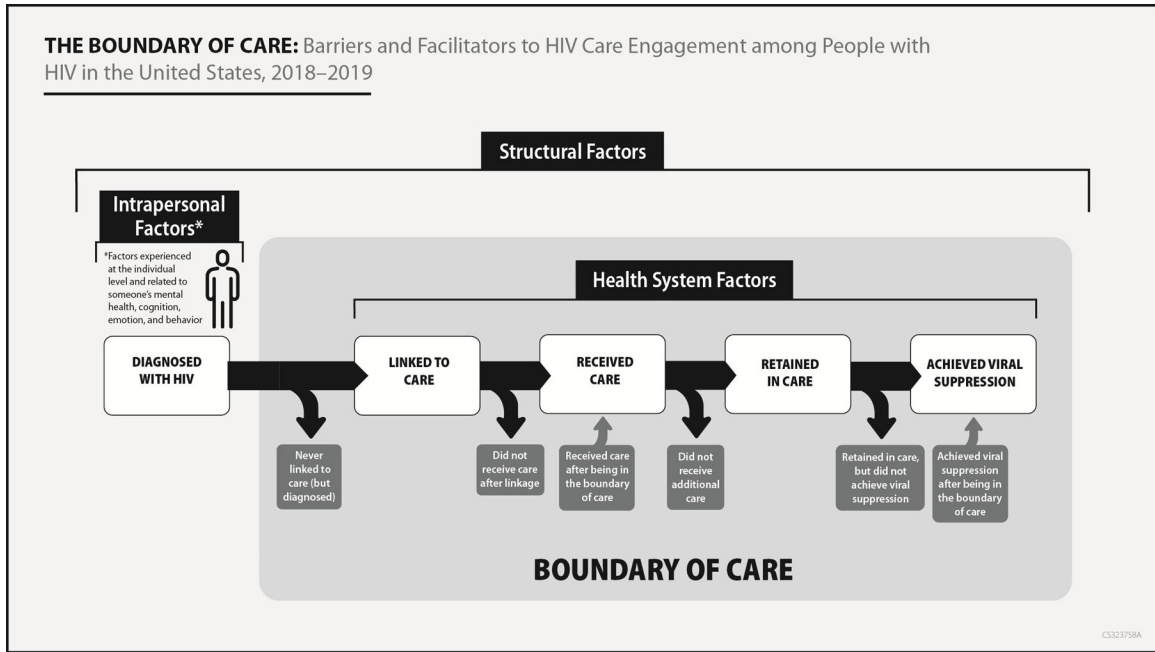 THE BOUNDARY OF CARE: Barriers and Facilitators to HIV Care Engagement among People with
HIV in the United States, 2018–2019
Structural Factors
Intrapersonal
Factors*
*Factors experienced
at the individual
level and related to
someone's mental
health, cognition,
emotion, and behavior
Health System Factors
DIAGNOSED
WITH HIV
LINKED TO
CARE
RECEIVED
CARE
RETAINED
IN CARE
ACHIEVED VIRAL
SUPPRESSION
Never
linked to
care (but
diagnosed)
Did not
receive care
after linkage
Received care
after being in
the boundary
of care
Did not
receive
additional
care
Retained in care,
but did not
achieve viral
suppression
Achieved viral
suppression
after being in
the boundary
of care
BOUNDARY OF CARE
CS323758A